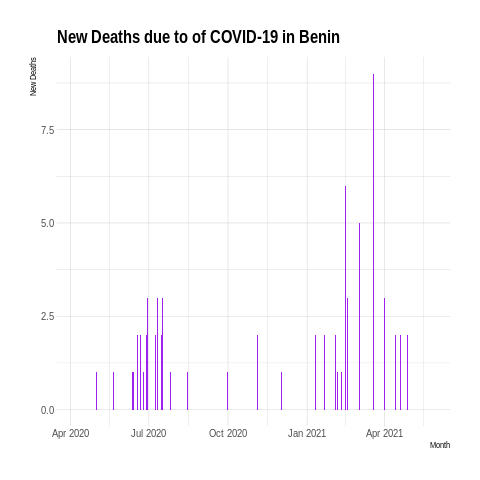 New Deaths due to of COVID-19 in Benin
New Deaths
7.5
5.0
2.5
0.0
Apr 2020 Jul 2020 Oct 2020 Jan 2021 Apr 2021
Month